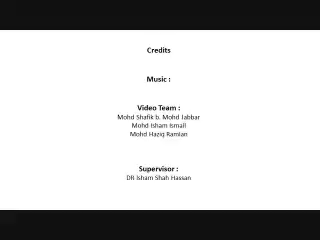 Credits
Music :
Video Team :
Mohd Shafik b. Mohd Jabbar
Mohd Isham Ismail
Mohd Haziq Ramlan
Supervisor :
DR Isham Shah Hassan